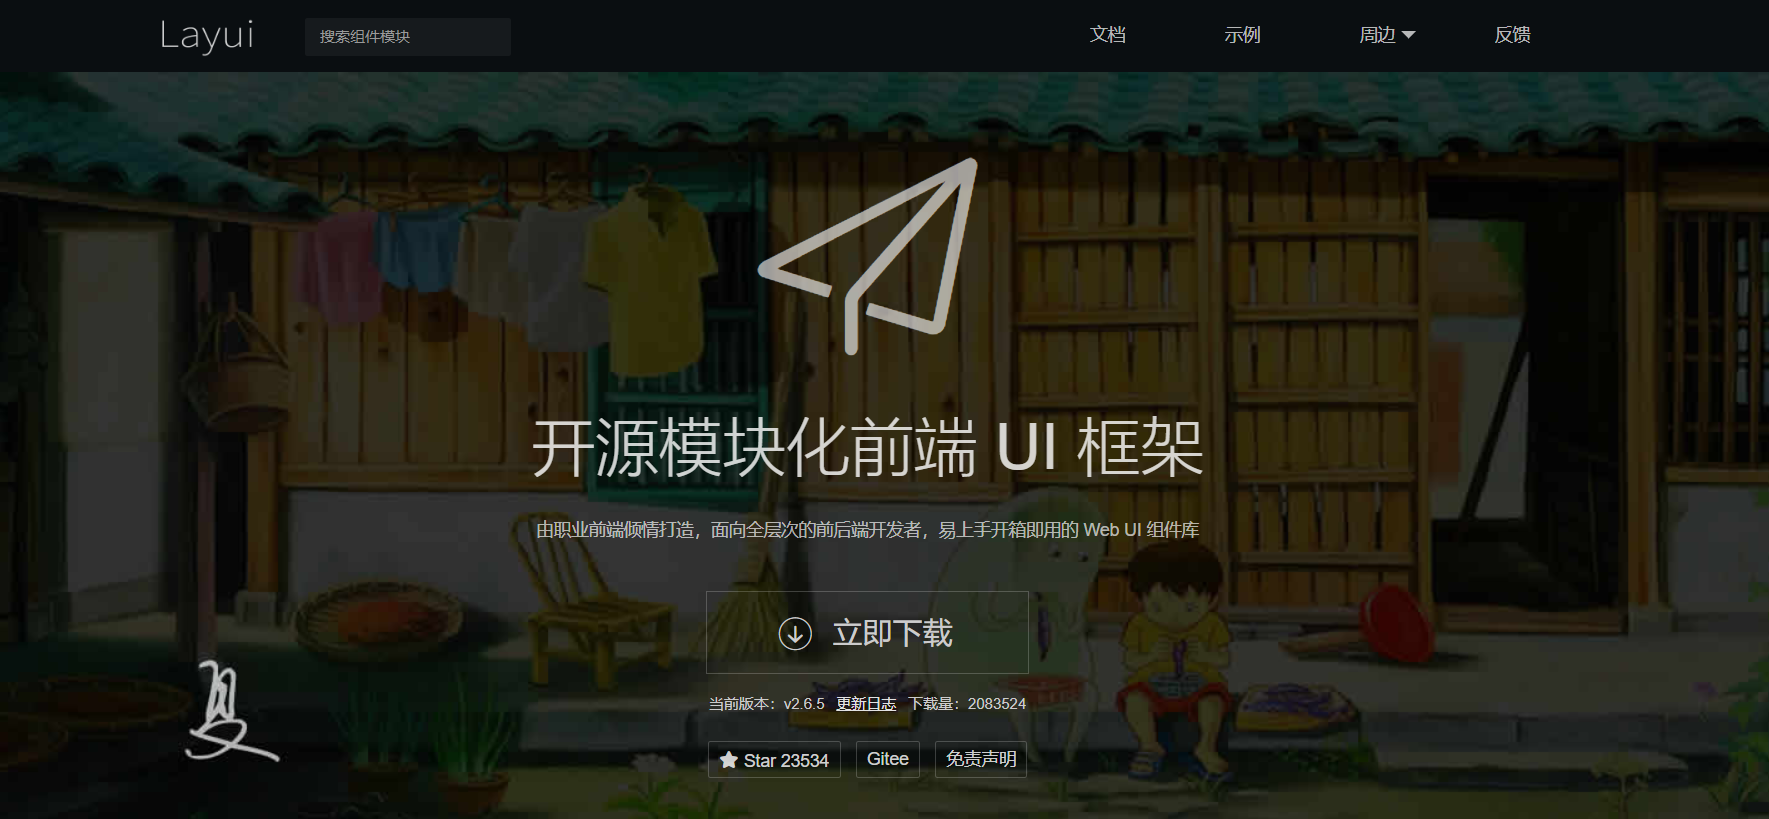 Layui 搜索组件模块 文档 示例 周边 反馈
开源模块化前端 UI 框架
由职业前端倾情打造，面向全层次的前后端开发者，易上手开箱即用的 Web UI 组件库
立即下载
当前版本：v2.6.5 更新日志 下载量：2083524
Star 23534 Gitee 免责声明
夏